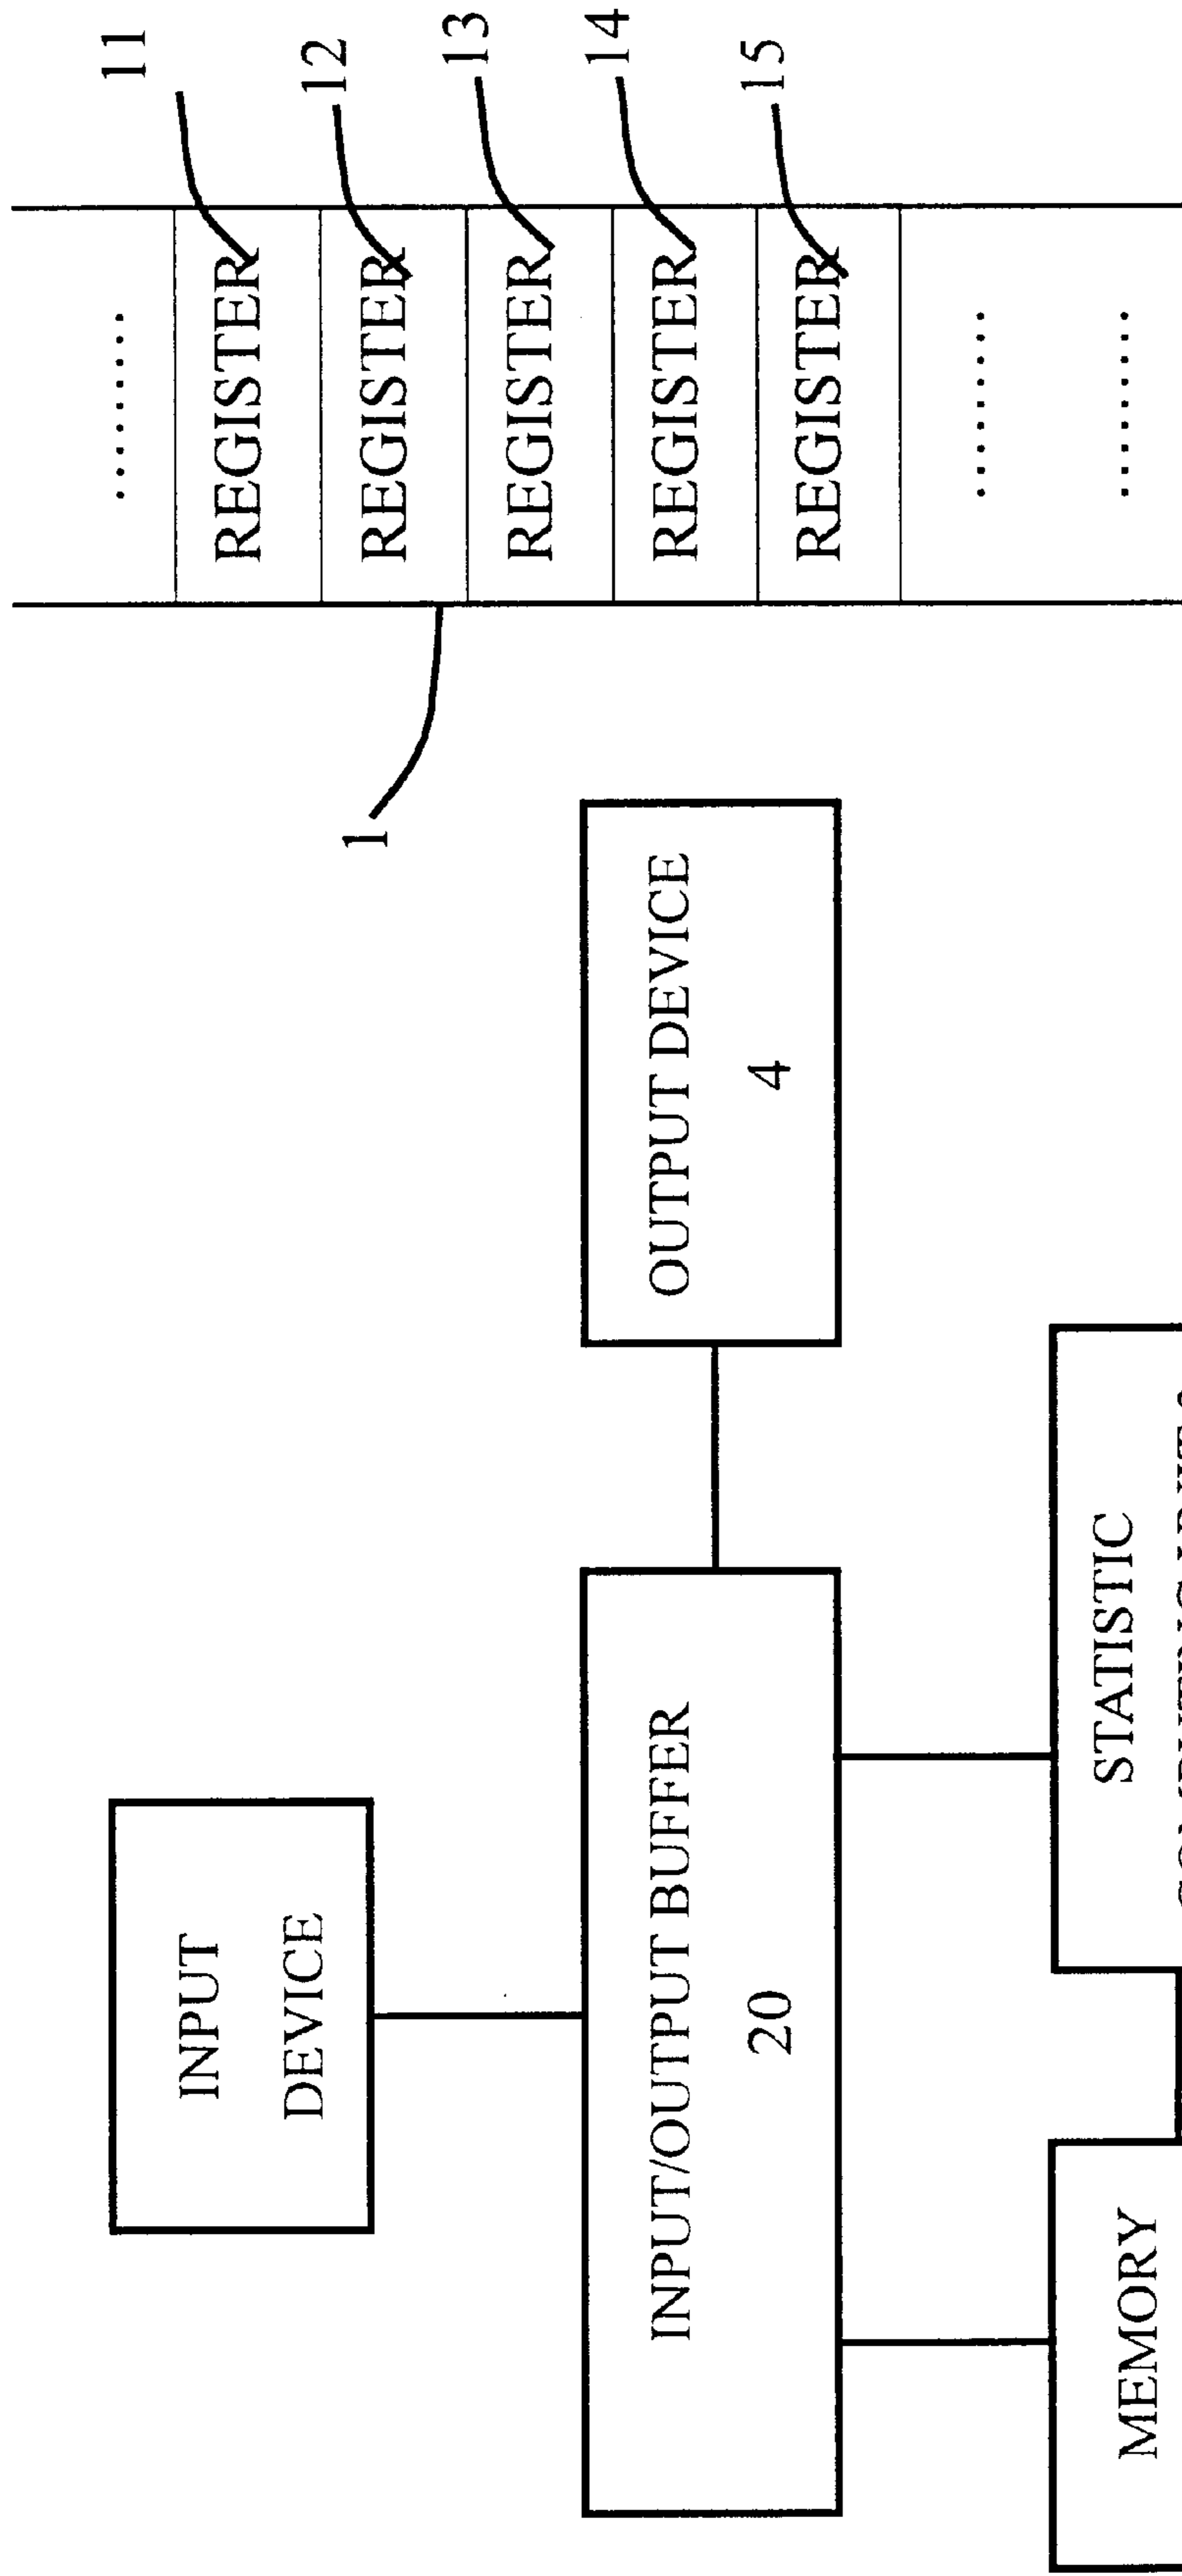 INPUT
DEVICE
INPUT/OUTPUT BUFFER
20
OUTPUT DEVICE
4
MEMORY
STATISTIC
1
........
REGISTER
11
REGISTER
12
REGISTER
13
REGISTER
14
REGISTER
15
........
........